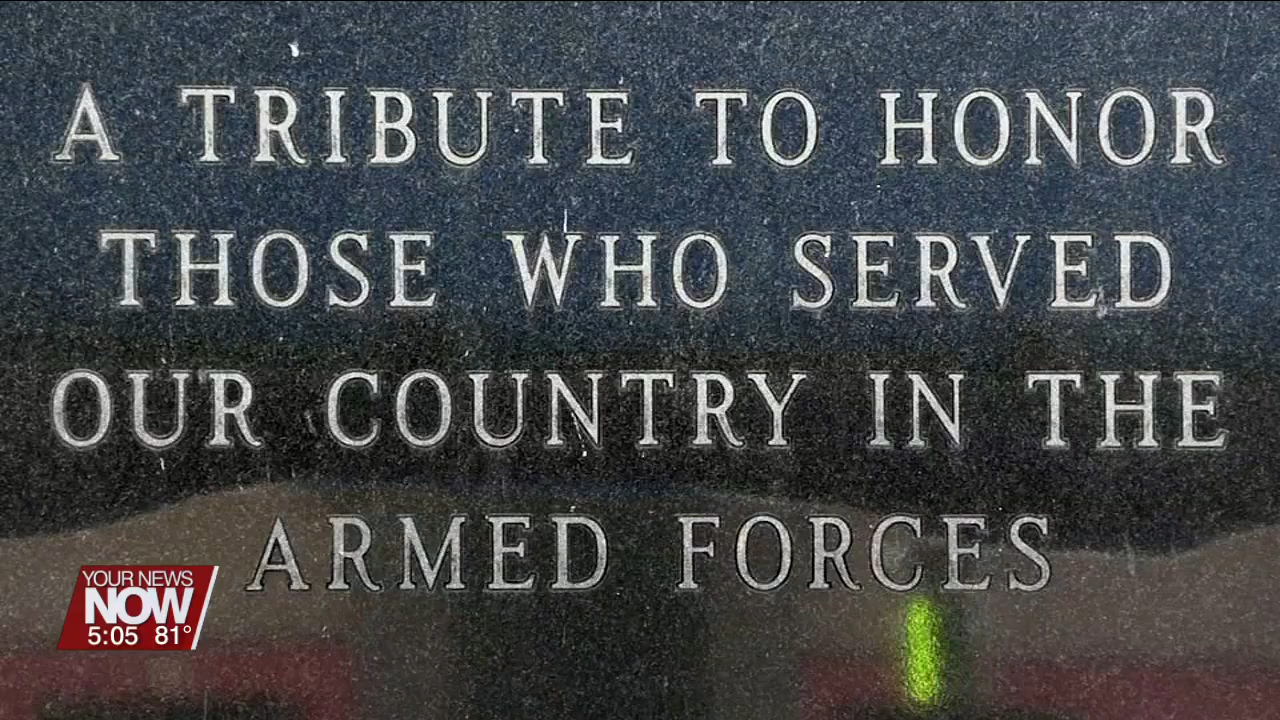 A TRIBUTE TO HONOR
THOSE WHO SERVED
OUR COUNTRY IN THE
ARMED FORCES
YOUR NEWS
NOW
5:05 81°